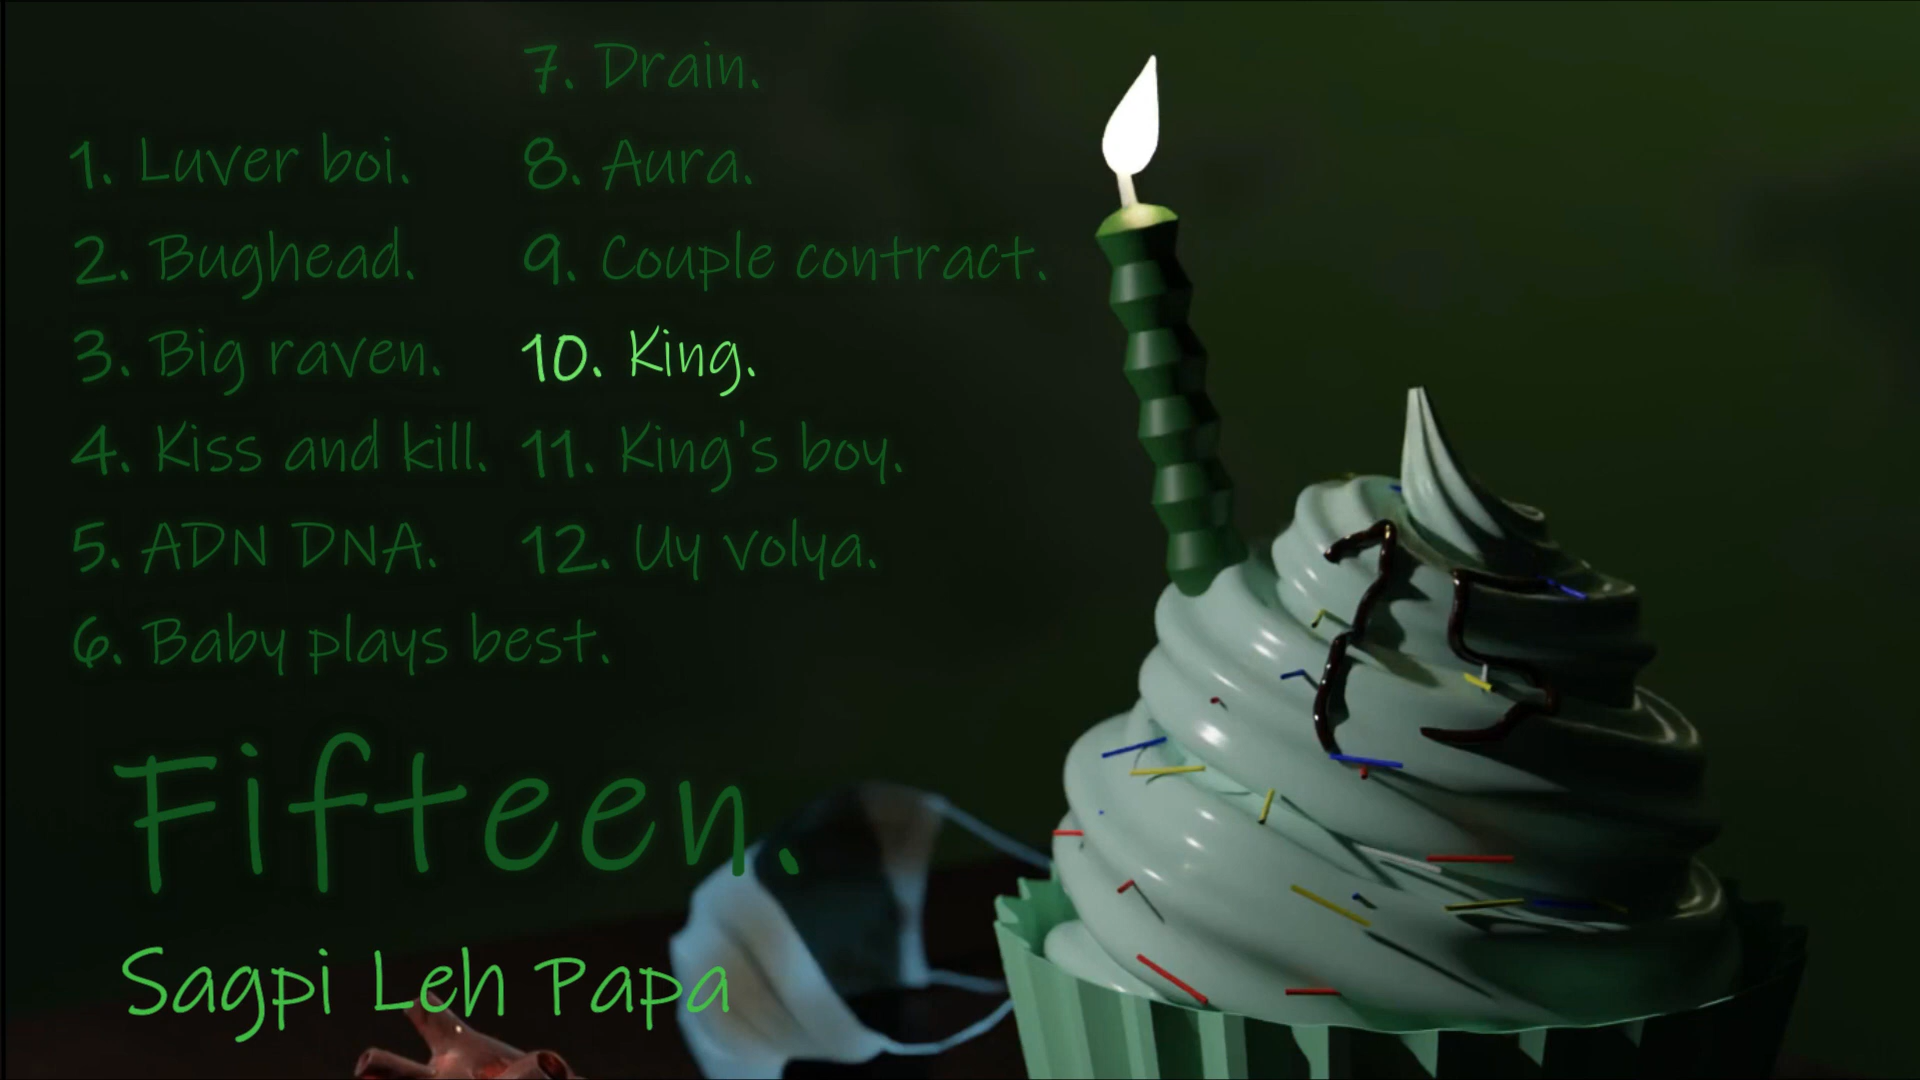 1. Luver boi.
2. Bughead.
3. Big raven.
4. Kiss and kill.
5. ADN DNA.
6. Baby plays best.
7. Drain.
8. Aura.
9. Couple contract.
10. King.
11. King's boy.
12. Uy volya.
Fifteen.
Sagpi Leh Papa